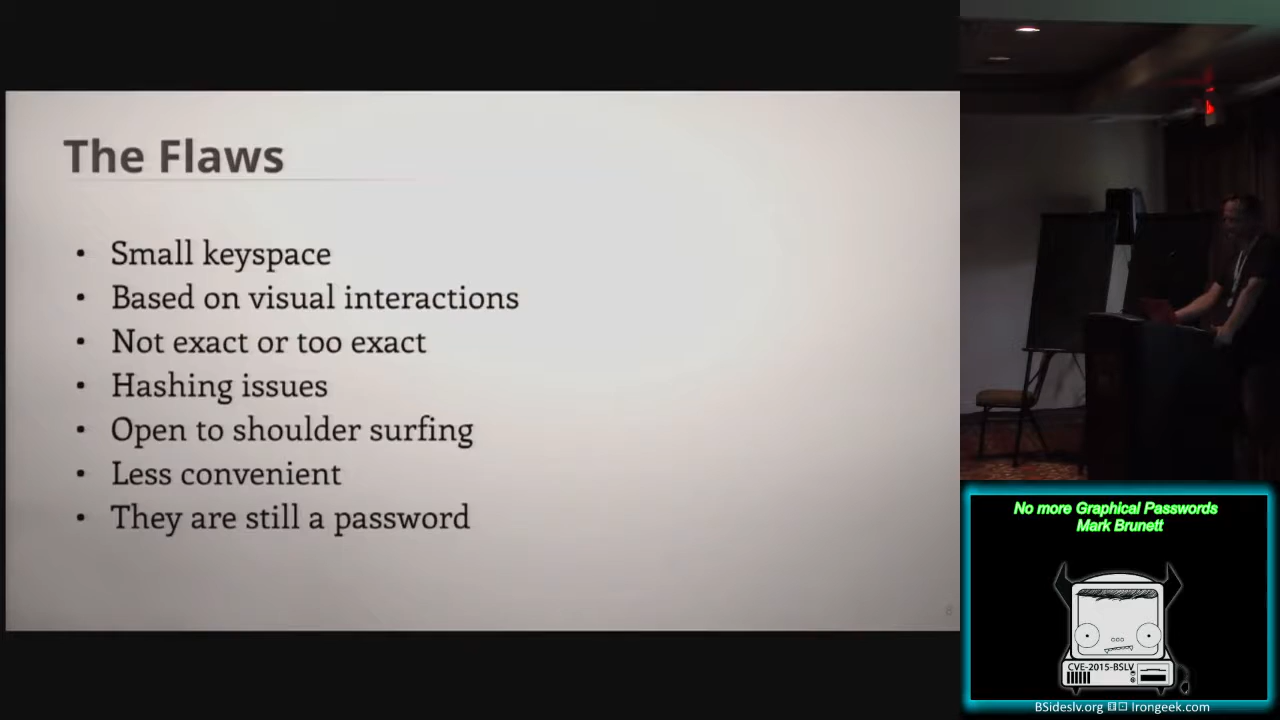 The Flaws
• Small keyspace
• Based on visual interactions
• Not exact or too exact
• Hashing issues
• Open to shoulder surfing
• Less convenient
• They are still a password
8
No more Graphical Passwords
Mark Brunett
CVE-2015-BSLV
BSideslv.org ⚅⚀ Irongeek.com